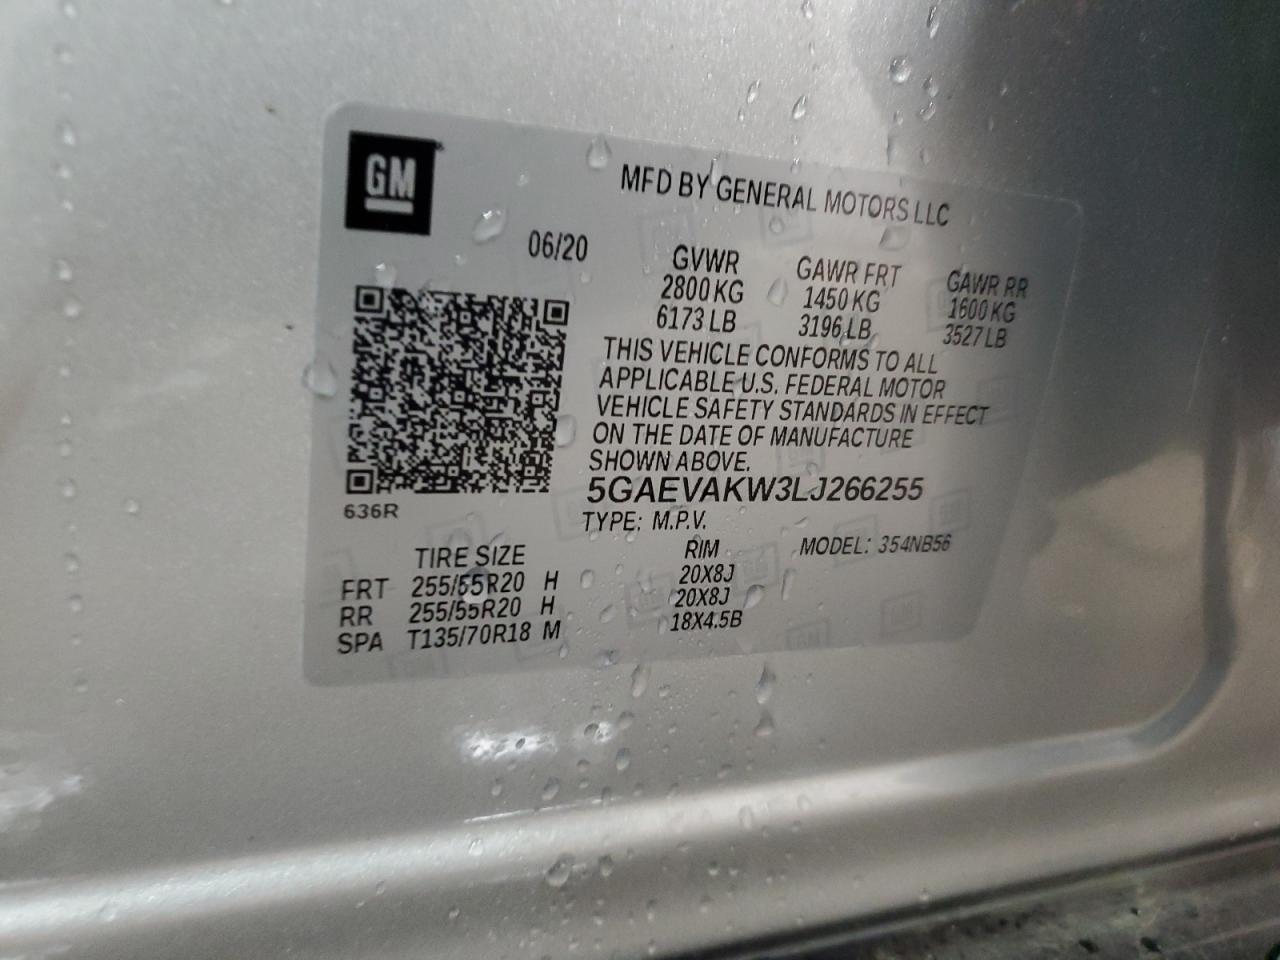 GM
MFD BY GENERAL MOTORS LLC
06/20
GVWR GAWR FRT GAWR RR
2800 KG 1450 KG 1600 KG
6173 LB 3196 LB 3527 LB
THIS VEHICLE CONFORMS TO ALL
APPLICABLE U.S. FEDERAL MOTOR
VEHICLE SAFETY STANDARDS IN EFFECT
ON THE DATE OF MANUFACTURE
SHOWN ABOVE.
5GAEVAKW3LJ266255
636R
TYPE: M.P.V. MODEL: 354NB56
TIRE SIZE RIM
FRT 255/55R20 H 20X8J
RR 255/55R20 H 20X8J
SPA T135/70R18 M 18X4.5B